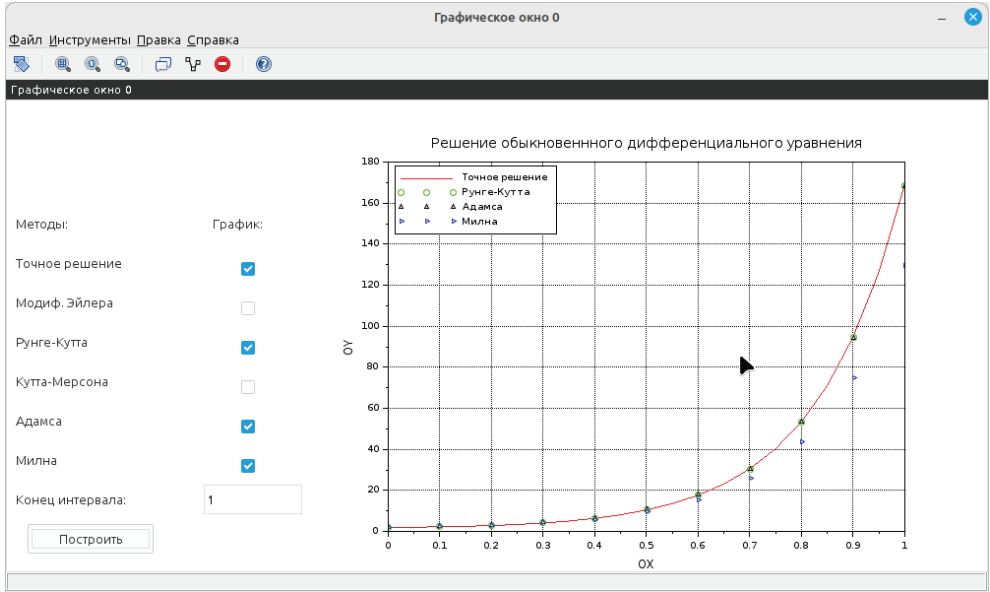 Графическое окно 0
Файл Инструменты Правка Справка
Графическое окно 0
Решение обыкновеннного дифференциального уравнения
Методы: График:
Точное решение
Модиф. Эйлера
Рунге-Кутта
Кутта-Мерсона
Адамса
Милна
Конец интервала: 1
Построить
Точное решение
Рунге-Кутта
Адамса
Милна
OY
180
160
140
120
100
80
60
40
20
0
0 0.1 0.2 0.3 0.4 0.5 0.6 0.7 0.8 0.9 1
OX